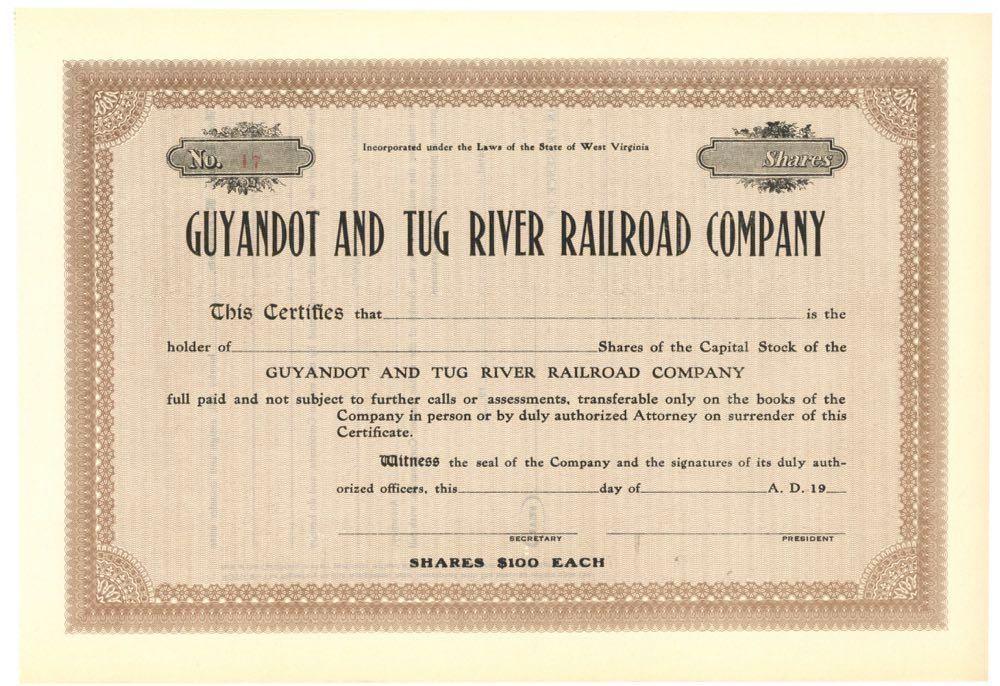 Incorporated under the Laws of the State of West Virginia
No. 17
Shares
GUYANDOT AND TUG RIVER RAILROAD COMPANY
This Certifies that is the
holder of Shares of the Capital Stock of the
GUYANDOT AND TUG RIVER RAILROAD COMPANY
full paid and not subject to further calls or assessments, transferable only on the books of the
Company in person or by duly authorized Attorney on surrender of this
Certificate.
Witness the seal of the Company and the signatures of its duly auth-
orized officers, this day of A. D. 19
SECRETARY PRESIDENT
SHARES $100 EACH